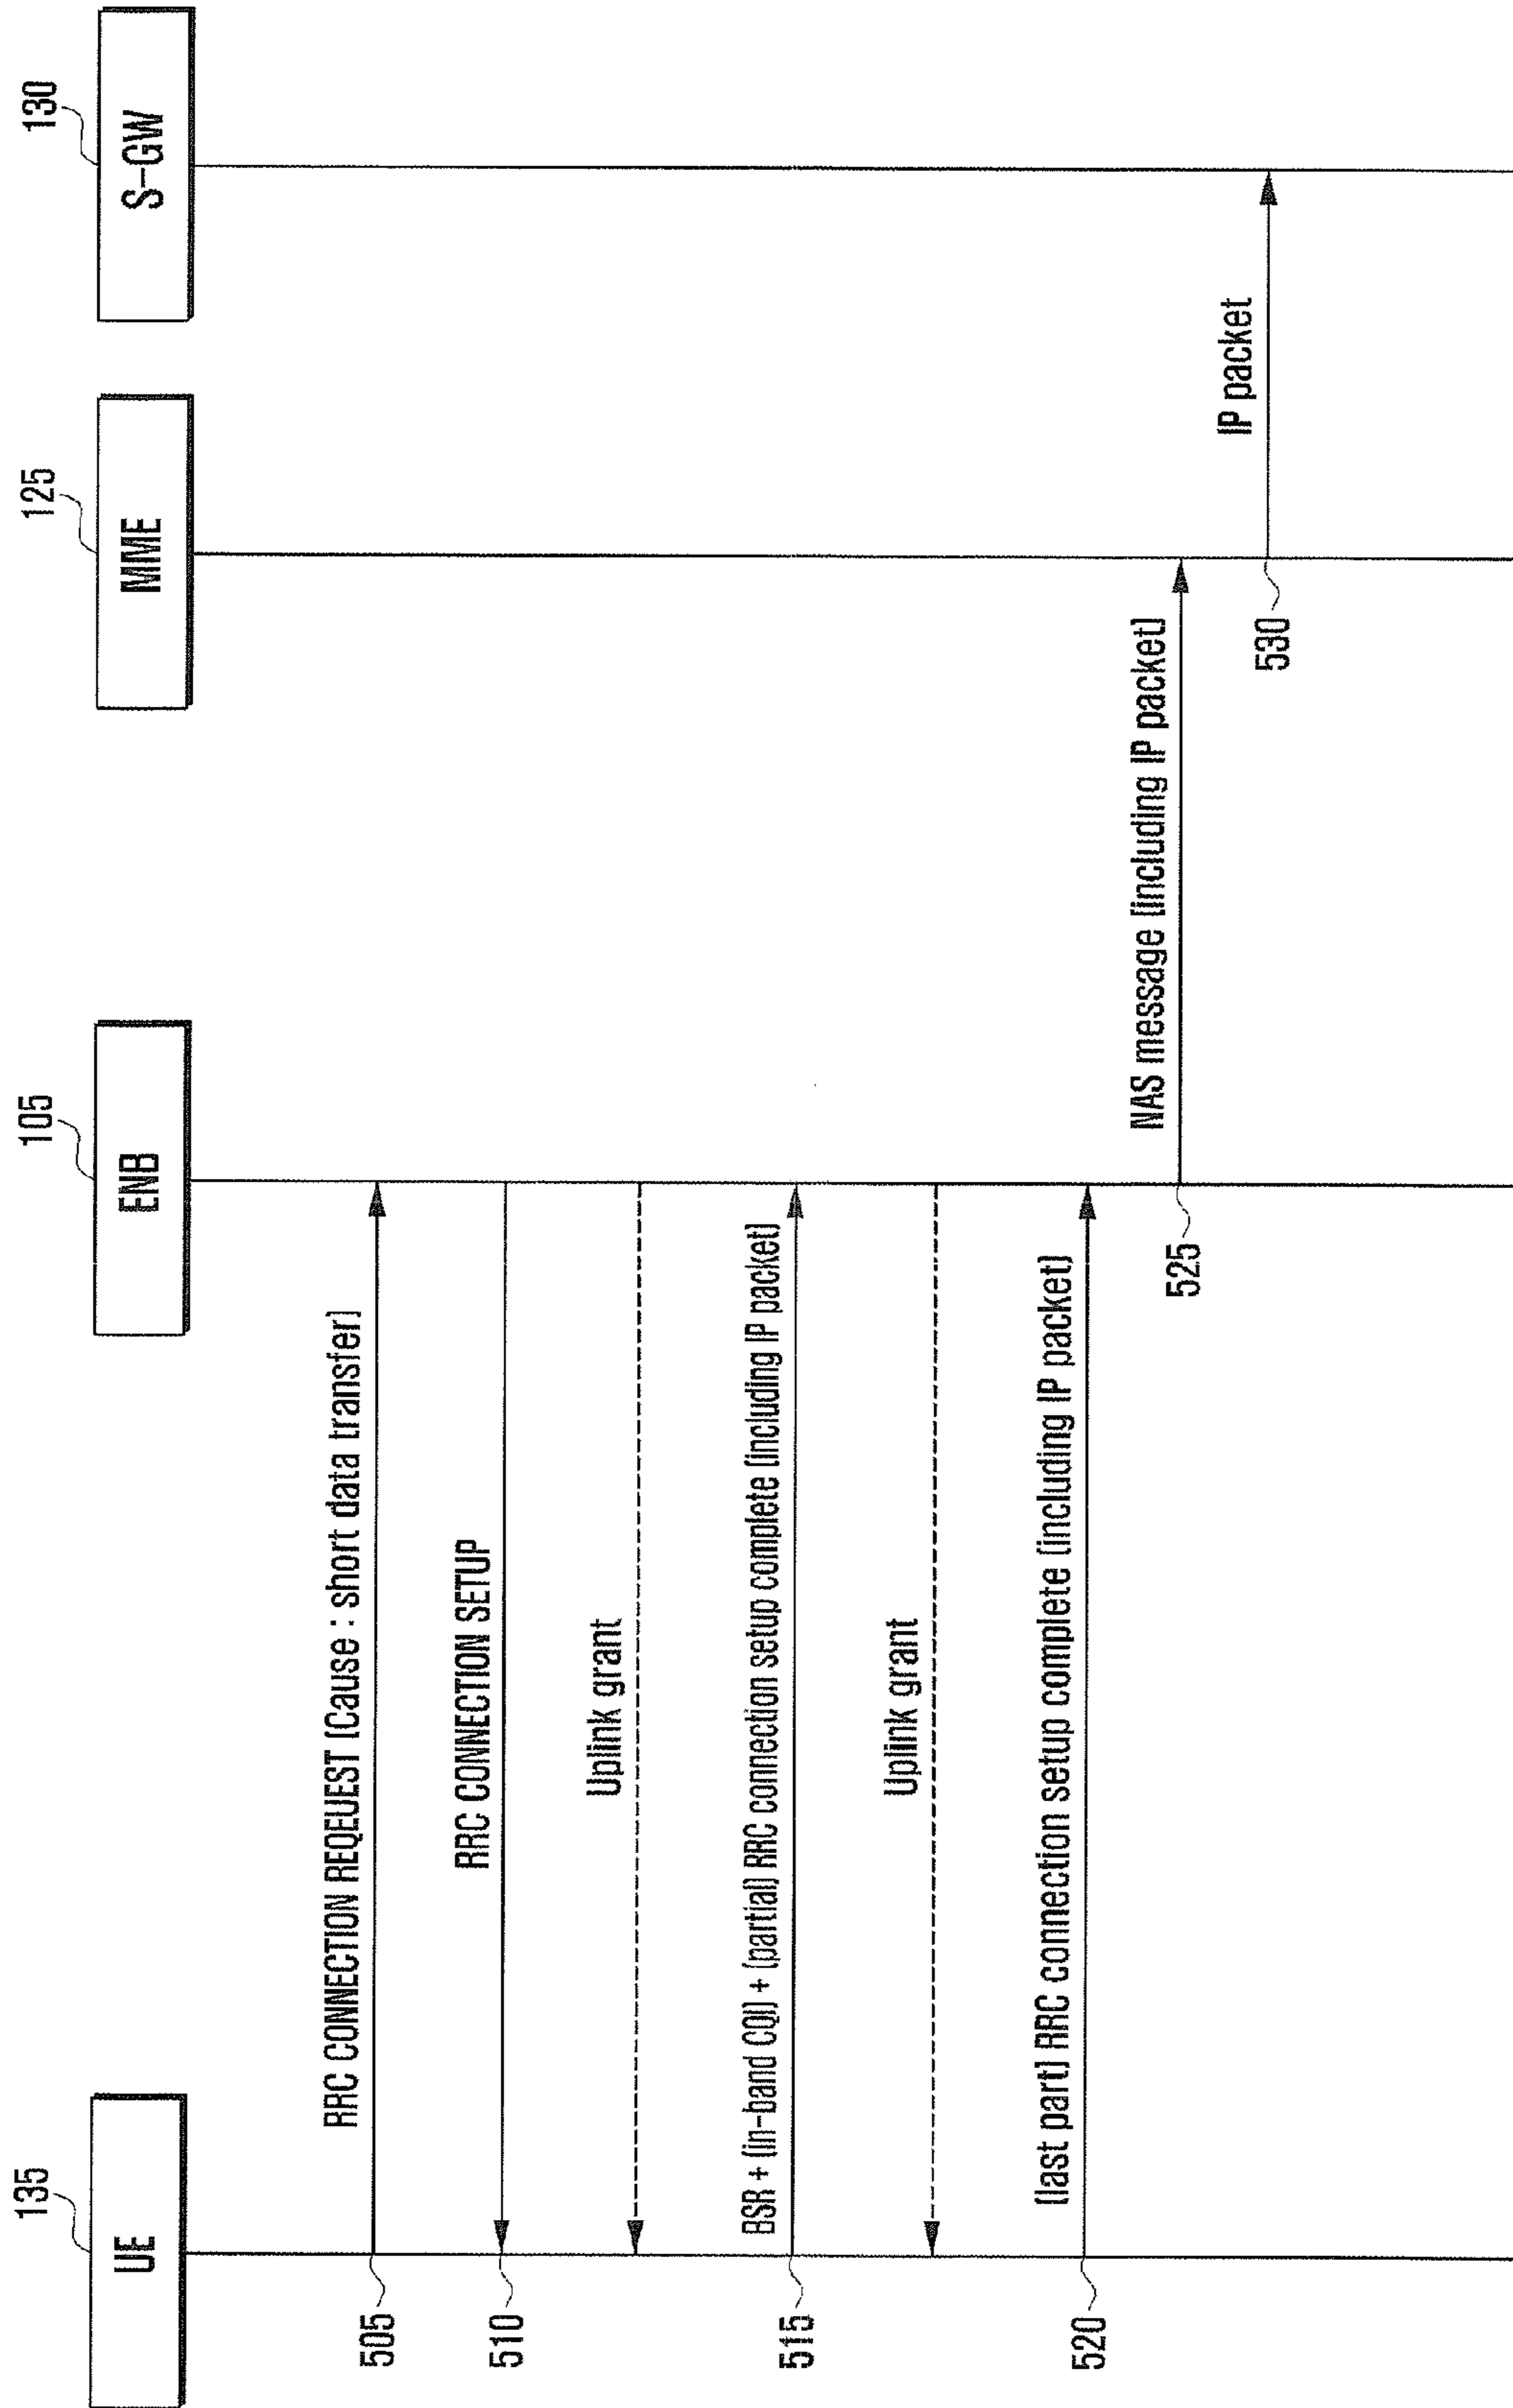 135
UE
105
ENB
125
MME
130
S-GW
505
RRC CONNECTION REQEUEST (Cause : short data transfer)
510
RRC CONNECTION SETUP
Uplink grant
515
BSR + (in-band CQI) + (partial) RRC connection setup complete (including IP packet)
Uplink grant
520
(last part) RRC connection setup complete (including IP packet)
525
NAS message (including IP packet)
530
IP packet